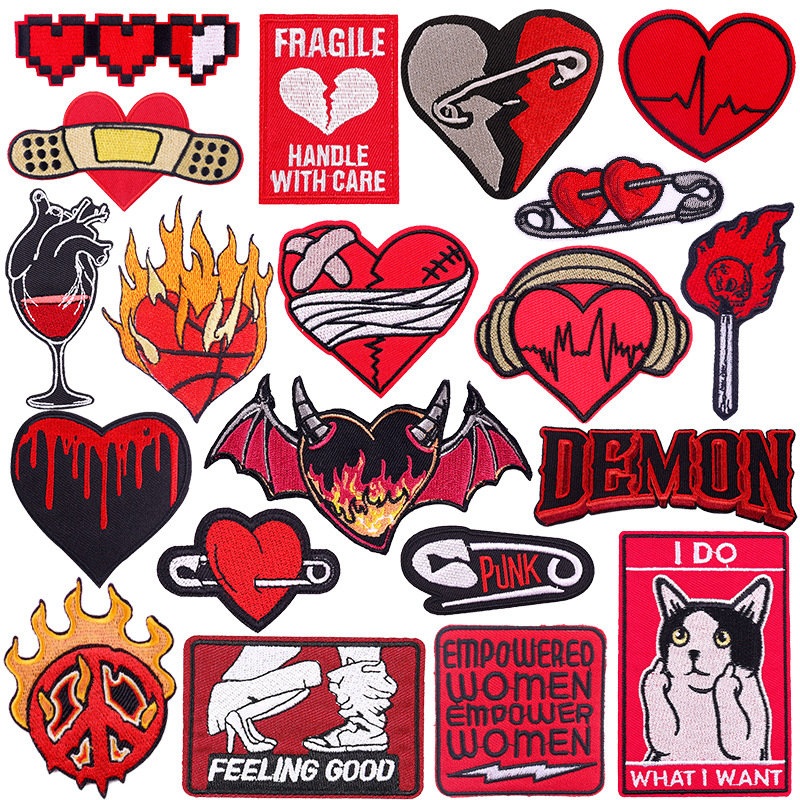 FRAGILE
HANDLE
WITH CARE
DEMON
PUNK
I DO
WHAT I WANT
FEELING GOOD
EMPOWERED
WOMEN
EMPOWER
WOMEN